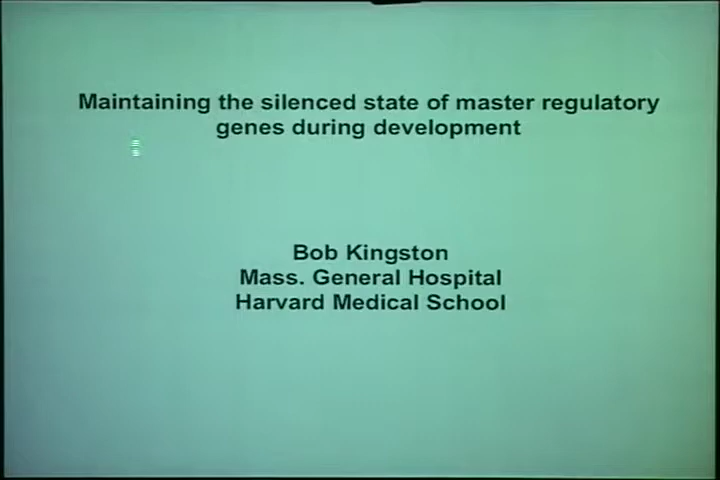 Maintaining the silenced state of master regulatory
genes during development
Bob Kingston
Mass. General Hospital
Harvard Medical School